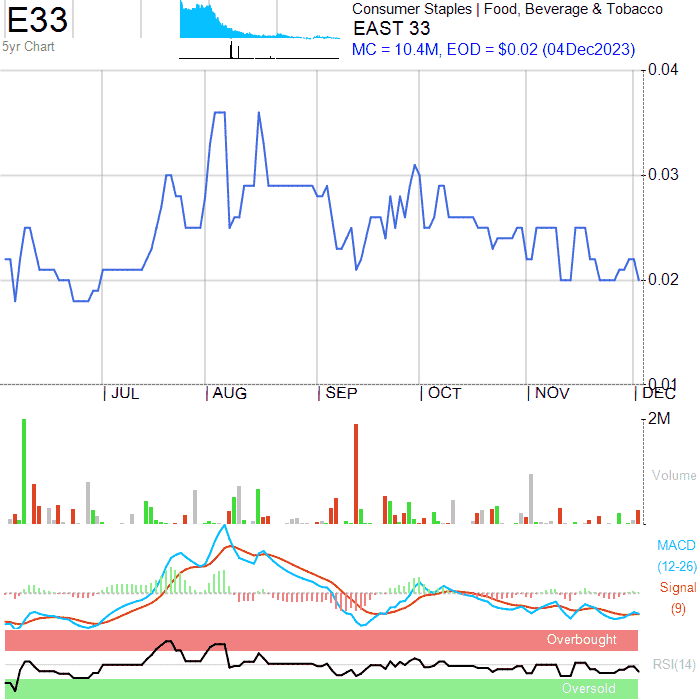 E33
5yr Chart
Consumer Staples | Food, Beverage & Tobacco
EAST 33
MC = 10.4M, EOD = $0.02 (04Dec2023)
0.04
0.03
0.02
0.01
| JUL | AUG | SEP | OCT | NOV | DEC
2M
Volume
MACD
(12-26)
Signal
(9)
Overbought
RSI(14)
Oversold